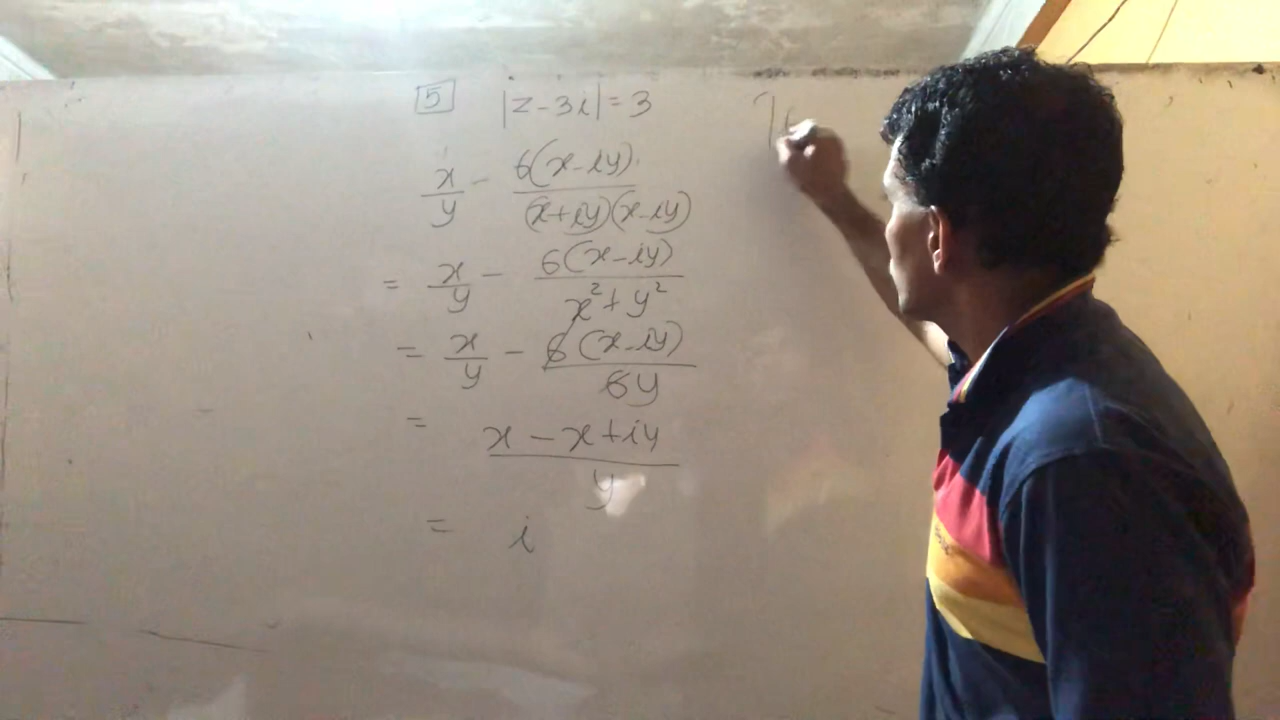 5 |z - 3i| = 3
x/y - 6(x-iy)/(x+iy)(x-iy)
= x/y - 6(x-iy)/x²+y²
= x/y - 6(x-iy)/6y
= x - x + iy/y
= i